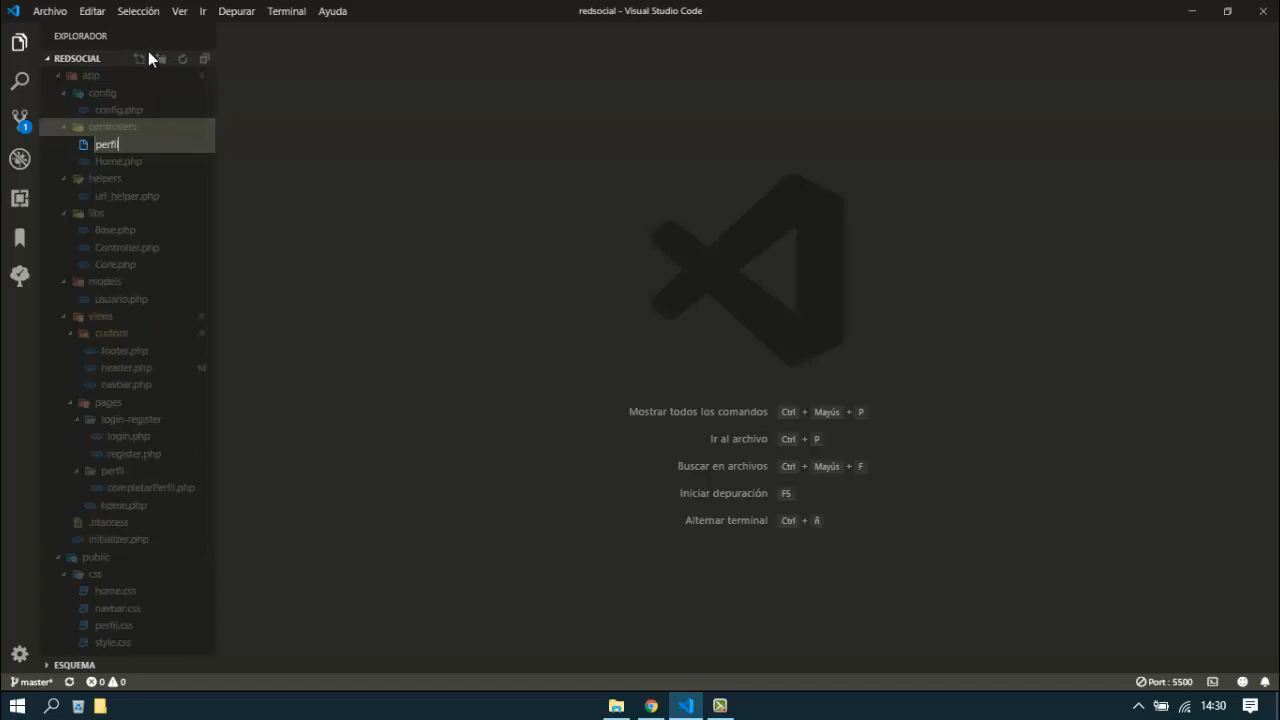 Archivo Editar Selección Ver Ir Depurar Terminal Ayuda
redsocial - Visual Studio Code
EXPLORADOR
REDSOCIAL
app
config
config.php
controllers
perfil
Home.php
helpers
url_helper.php
libs
Base.php
Controller.php
Core.php
models
usuario.php
views
custom
footer.php
header.php M
navbar.php
pages
login-register
login.php
register.php
perfil
completarPerfil.php
home.php
.htaccess
initializer.php
public
css
home.css
navbar.css
perfil.css
style.css
ESQUEMA
1
Mostrar todos los comandos Ctrl + Mayús + P
Ir al archivo Ctrl + P
Buscar en archivos Ctrl + Mayús + F
Iniciar depuración F5
Alternar terminal Ctrl + ñ
master* 0 0
Port : 5500
14:30